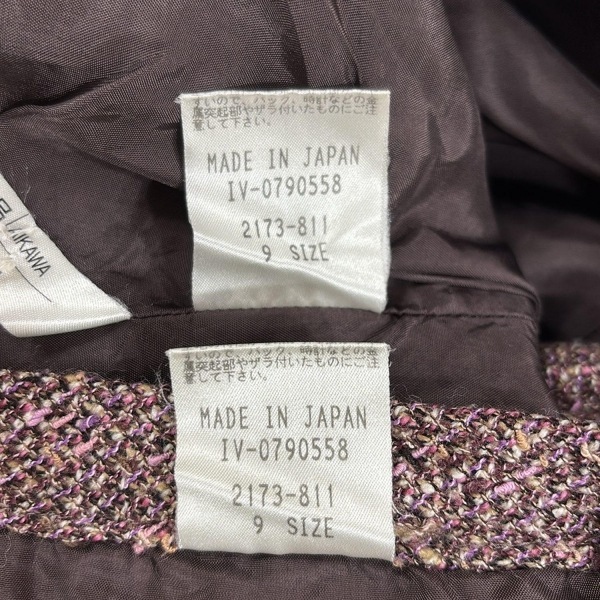 すいので、バッグ、時計などの金
属突起部やザラ付いたものにご注
意して下さい。
MADE IN JAPAN
IV-0790558
2173-811
9 SIZE
AIKAWA
すいので、バッグ、時計などの金
属突起部やザラ付いたものにご注
意して下さい。
MADE IN JAPAN
IV-0790558
2173-811
9 SIZE